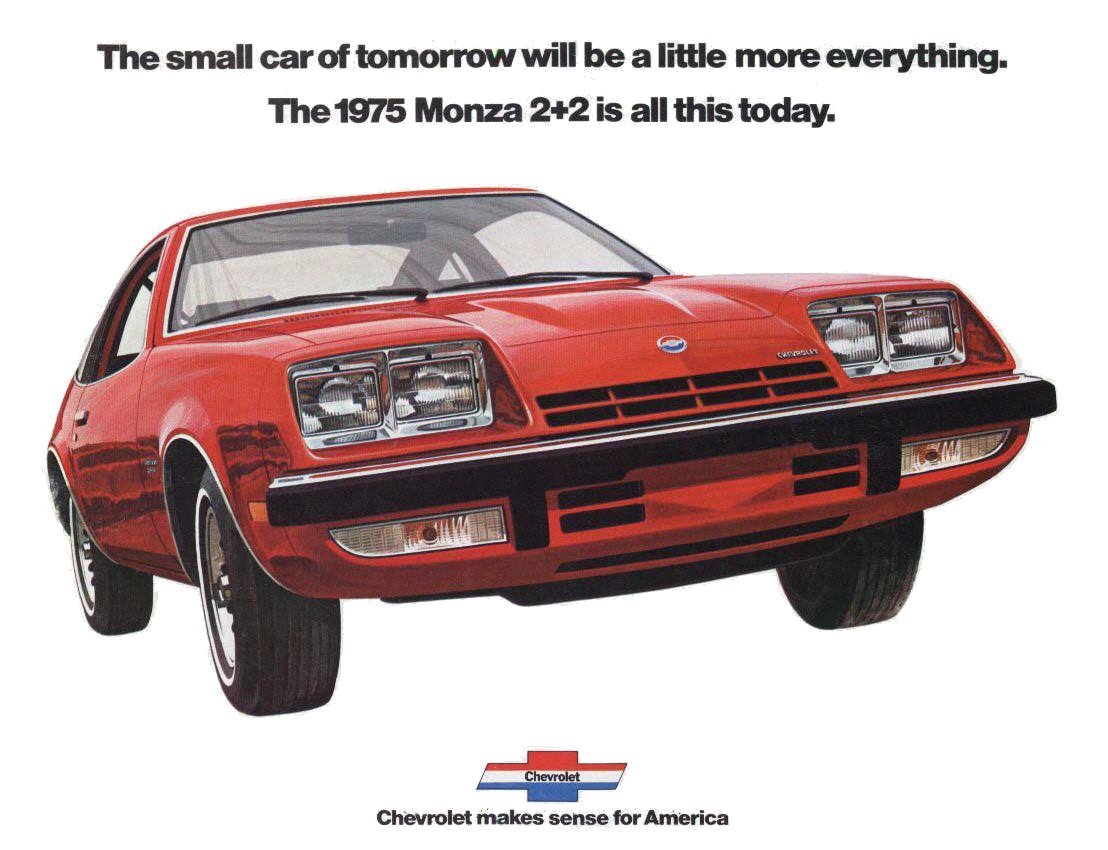 The small car of tomorrow will be a little more everything.
The 1975 Monza 2+2 is all this today.
CHEVROLET
Chevrolet
Chevrolet makes sense for America